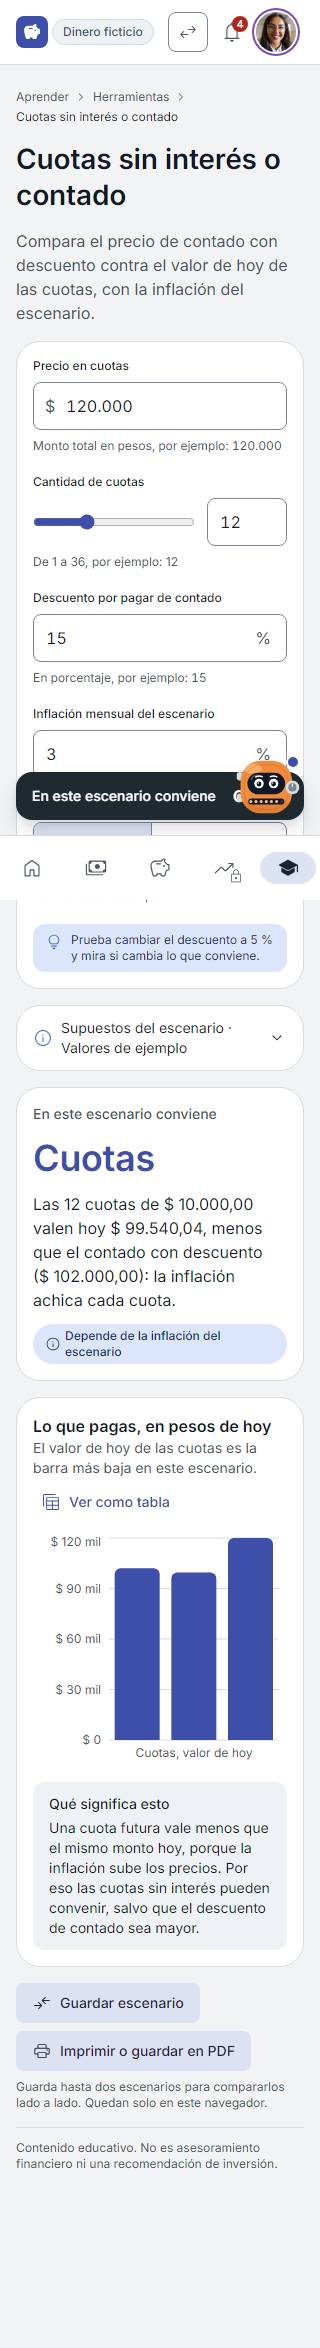 Dinero ficticio
4
Aprender > Herramientas >
Cuotas sin interés o contado
Cuotas sin interés o
contado
Compara el precio de contado con
descuento contra el valor de hoy de
las cuotas, con la inflación del
escenario.
Precio en cuotas
$ 120.000
Monto total en pesos, por ejemplo: 120.000
Cantidad de cuotas
12
De 1 a 36, por ejemplo: 12
Descuento por pagar de contado
15 %
En porcentaje, por ejemplo: 15
Inflación mensual del escenario
3 %
En este escenario conviene
Prueba cambiar el descuento a 5 %
y mira si cambia lo que conviene.
Supuestos del escenario ·
Valores de ejemplo
En este escenario conviene
Cuotas
Las 12 cuotas de $ 10.000,00
valen hoy $ 99.540,04, menos
que el contado con descuento
($ 102.000,00): la inflación
achica cada cuota.
Depende de la inflación del
escenario
Lo que pagas, en pesos de hoy
El valor de hoy de las cuotas es la
barra más baja en este escenario.
Ver como tabla
$ 120 mil
$ 90 mil
$ 60 mil
$ 30 mil
$ 0
Cuotas, valor de hoy
Qué significa esto
Una cuota futura vale menos que
el mismo monto hoy, porque la
inflación sube los precios. Por
eso las cuotas sin interés pueden
convenir, salvo que el descuento
de contado sea mayor.
Guardar escenario
Imprimir o guardar en PDF
Guarda hasta dos escenarios para compararlos
lado a lado. Quedan solo en este navegador.
Contenido educativo. No es asesoramiento
financiero ni una recomendación de inversión.